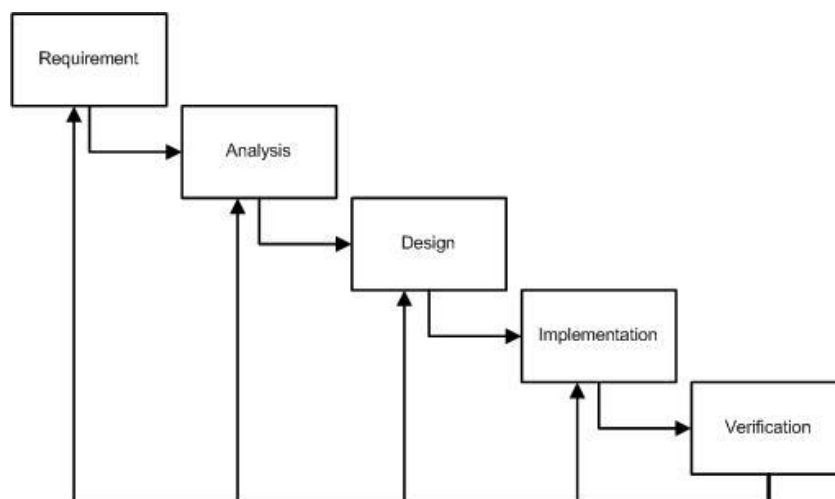 Requirement
Analysis
Design
Implementation
Verification